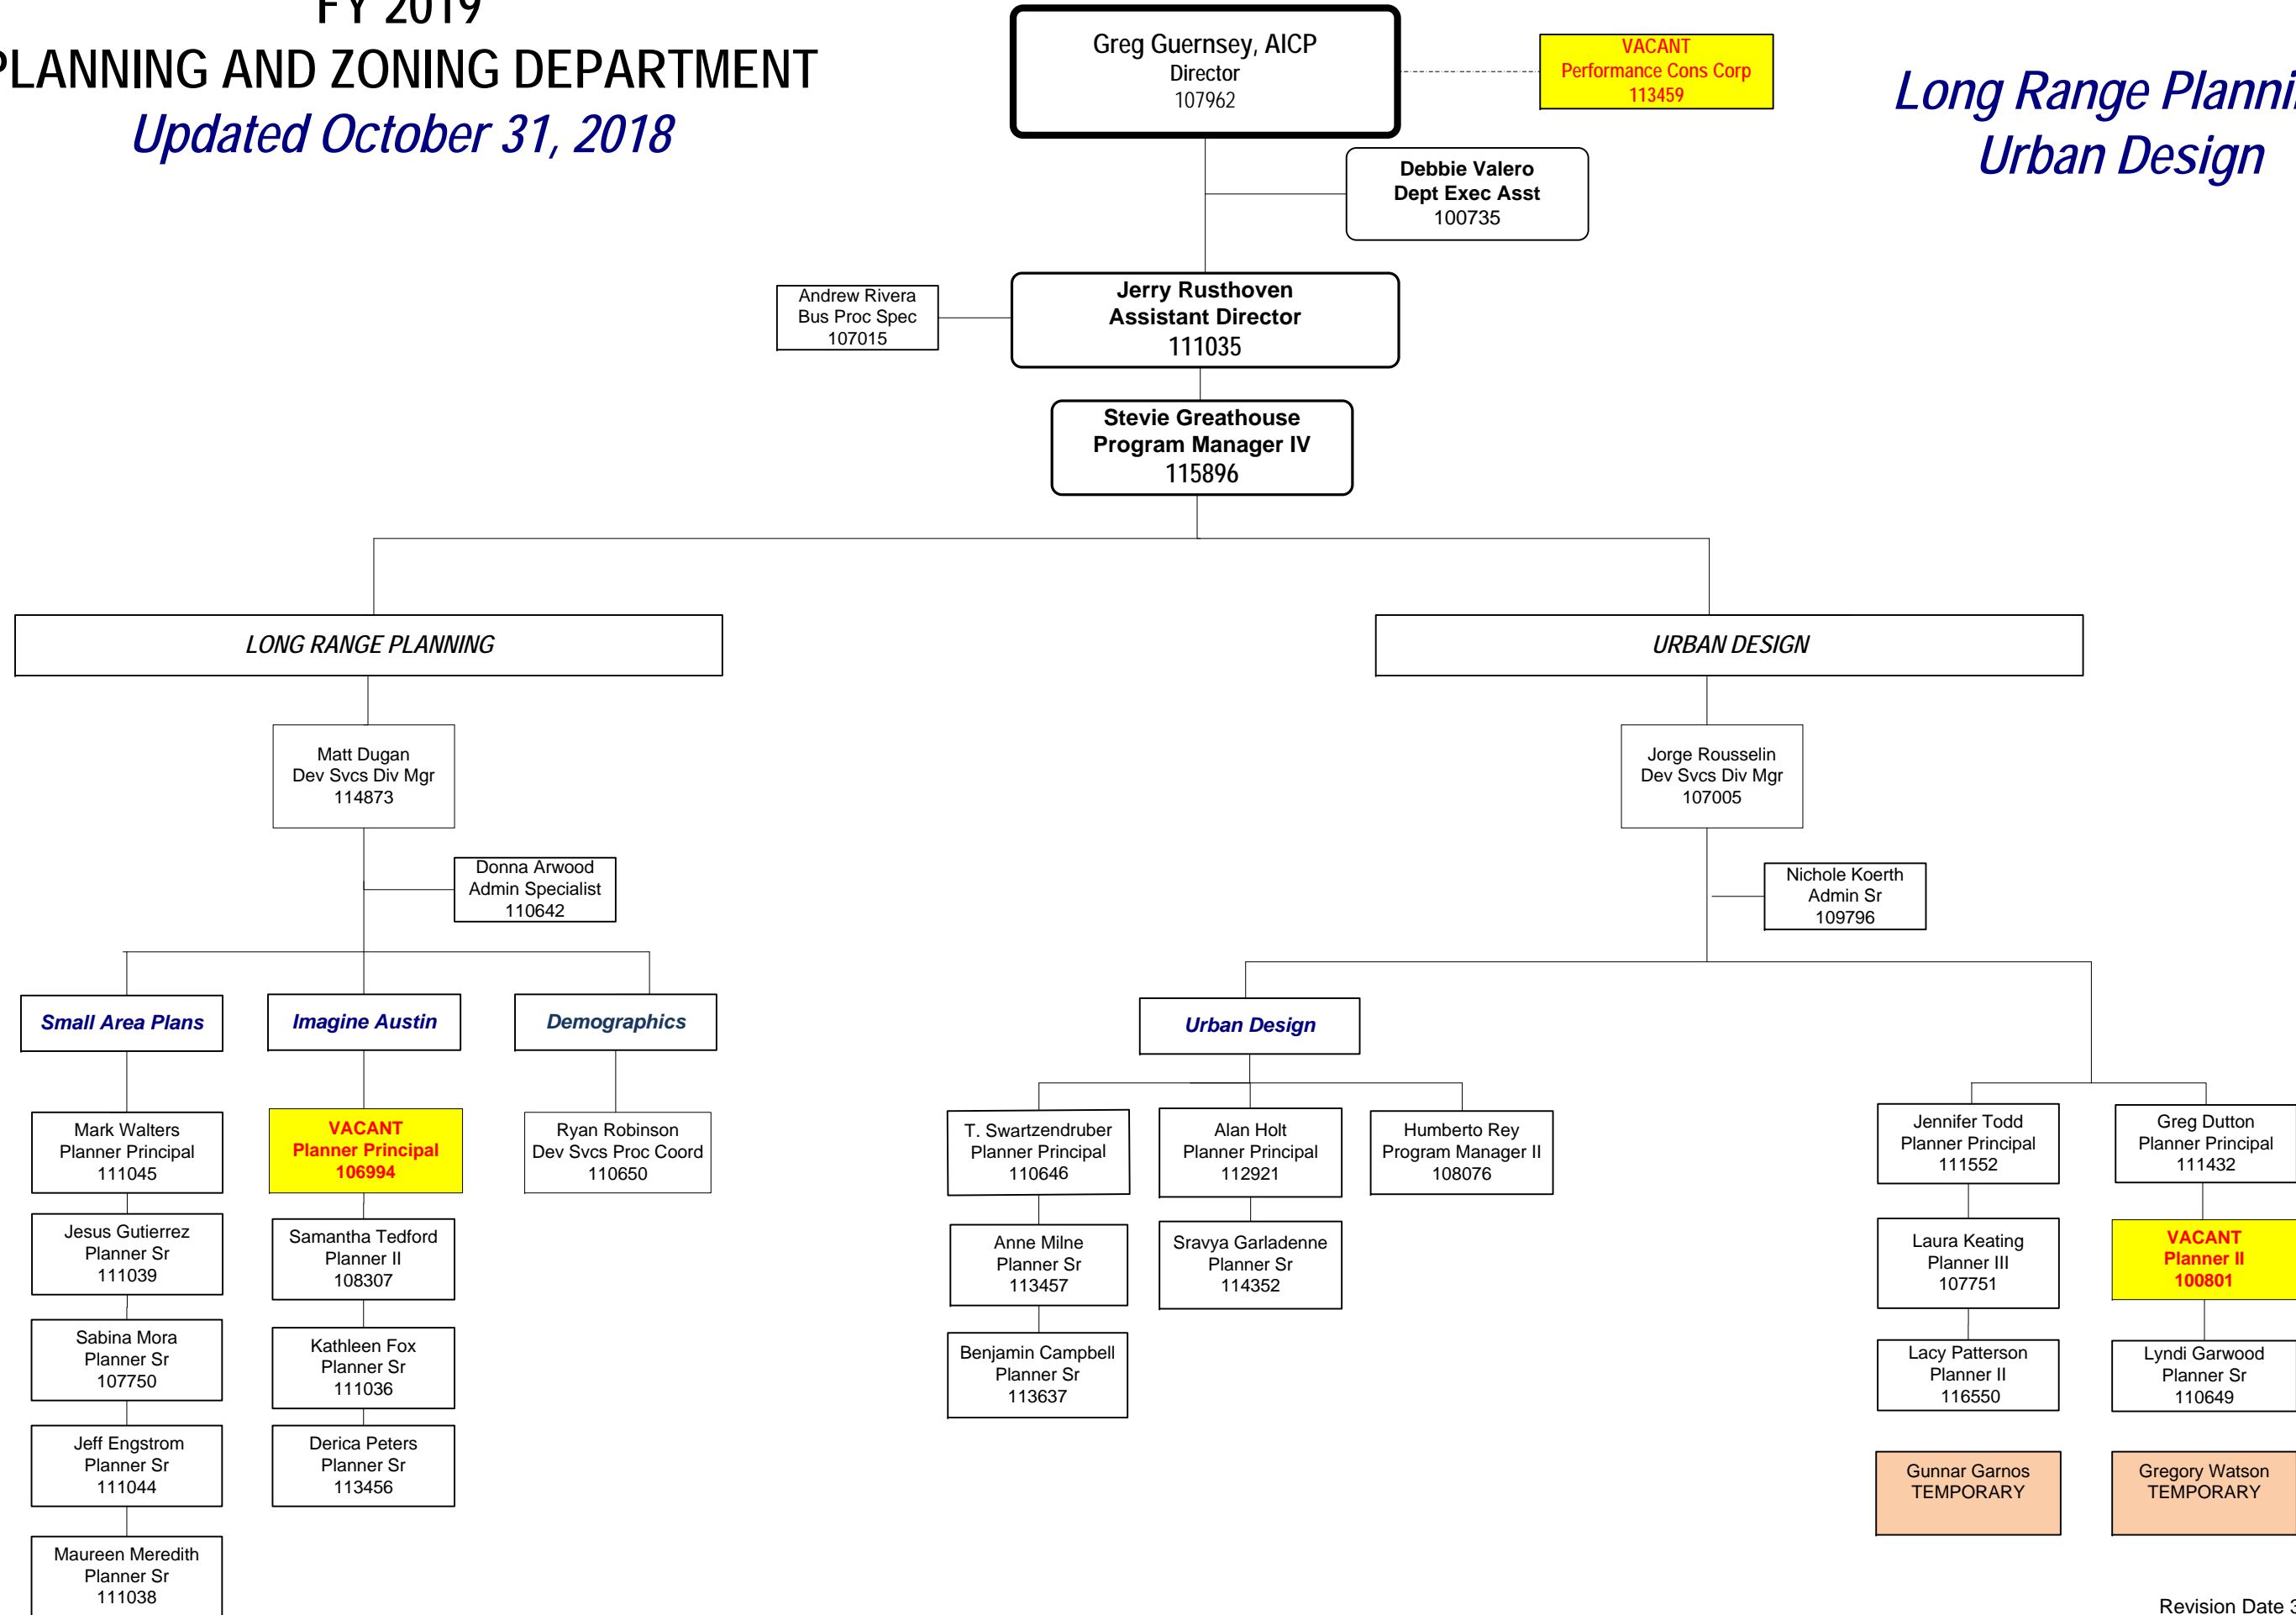 FY 2019
PLANNING AND ZONING DEPARTMENT
Updated October 31, 2018
Greg Guernsey, AICP
Director
107962
VACANT
Performance Cons Corp
113459
Long Range
Urban Design
Debbie Valero
Dept Exec Asst
100735
Andrew Rivera
Bus Proc Spec
107015
Jerry Rusthoven
Assistant Director
111035
Stevie Greathouse
Program Manager IV
115896
LONG RANGE PLANNING
URBAN DESIGN
Matt Dugan
Dev Svcs Div Mgr
114873
Jorge Rousselin
Dev Svcs Div Mgr
107005
Donna Arwood
Admin Specialist
110642
Nichole Koerth
Admin Sr
109796
Small Area Plans
Imagine Austin
Demographics
Urban Design
Mark Walters
Planner Principal
111045
VACANT
Planner Principal
106994
Ryan Robinson
Dev Svcs Proc Coord
110650
T. Swartzendruber
Planner Principal
110646
Alan Holt
Planner Principal
112921
Humberto Rey
Program Manager II
108076
Jennifer Todd
Planner Principal
111552
Greg Dutton
Planner Principal
111432
Jesus Gutierrez
Planner Sr
111039
Samantha Tedford
Planner II
108307
Anne Milne
Planner Sr
113457
Sravya Garladenne
Planner Sr
114352
Laura Keating
Planner III
107751
VACANT
Planner II
100801
Sabina Mora
Planner Sr
107750
Kathleen Fox
Planner Sr
111036
Benjamin Campbell
Planner Sr
113637
Lacy Patterson
Planner II
116550
Lyndi Garwood
Planner Sr
110649
Jeff Engstrom
Planner Sr
111044
Derica Peters
Planner Sr
113456
Gunnar Garnos
TEMPORARY
Gregory Watson
TEMPORARY
Maureen Meredith
Planner Sr
111038
Revision Date